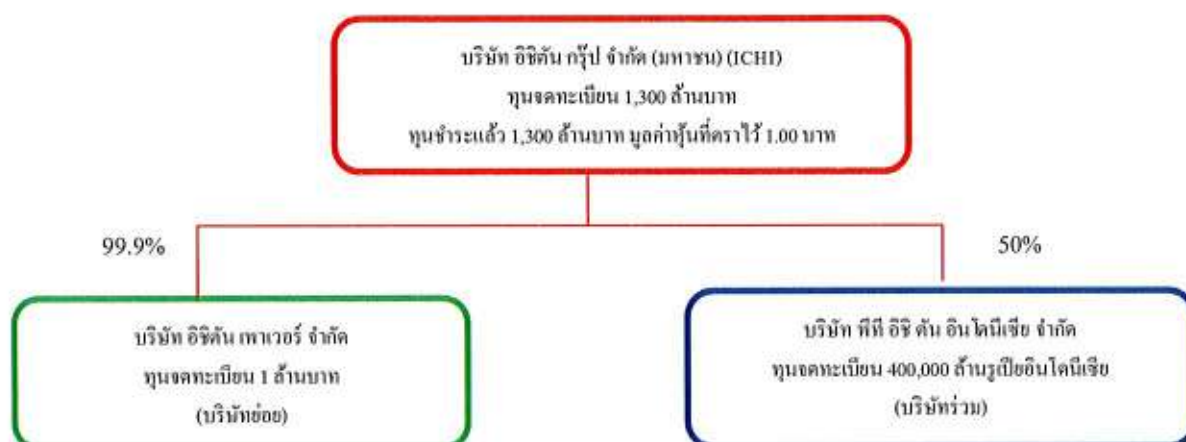 บริษัท อิชิตัน กรุ๊ป จำกัด (มหาชน) (ICHI)
ทุนจดทะเบียน 1,300 ล้านบาท
ทุนชำระแล้ว 1,300 ล้านบาท มูลค่าหุ้นที่ตราไว้ 1.00 บาท
99.9%
50%
บริษัท อิชิตัน เพาเวอร์ จำกัด
ทุนจดทะเบียน 1 ล้านบาท
(บริษัทย่อย)
บริษัท พีที อิชิ ตัน อินโดนีเซีย จำกัด
ทุนจดทะเบียน 400,000 ล้านรูเปียอินโดนีเซีย
(บริษัทร่วม)